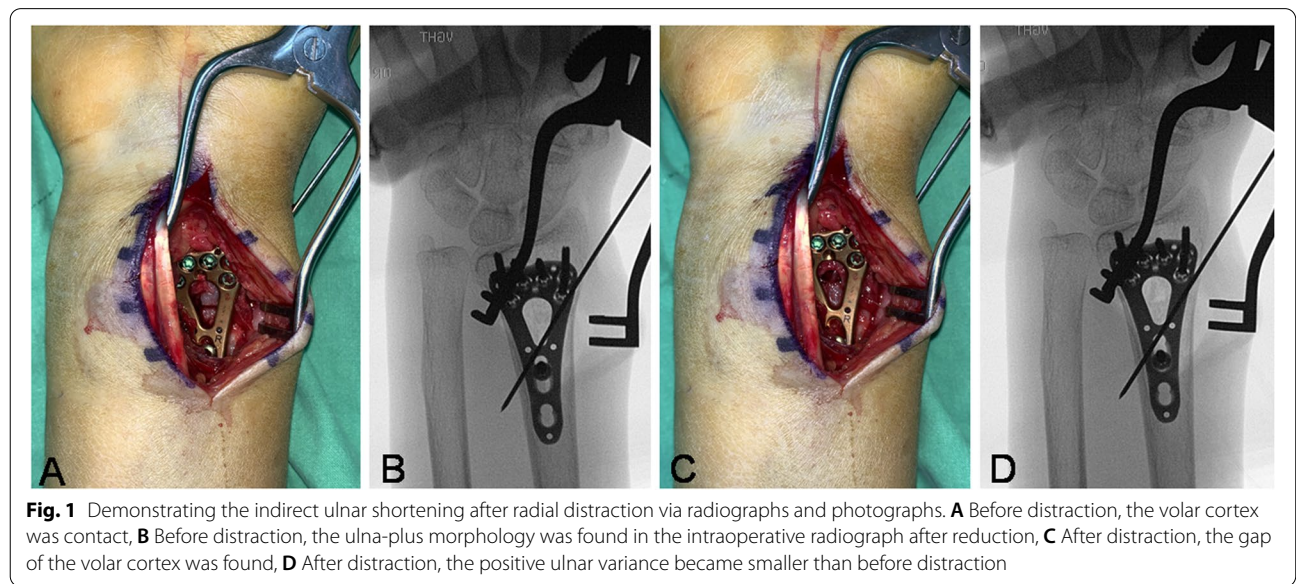 A
B
C
D
R
R
Fig. 1 Demonstrating the indirect ulnar shortening after radial distraction via radiographs and photographs. A Before distraction, the volar cortex
was contact, B Before distraction, the ulna-plus morphology was found in the intraoperative radiograph after reduction, C After distraction, the gap
of the volar cortex was found, D After distraction, the positive ulnar variance became smaller than before distraction